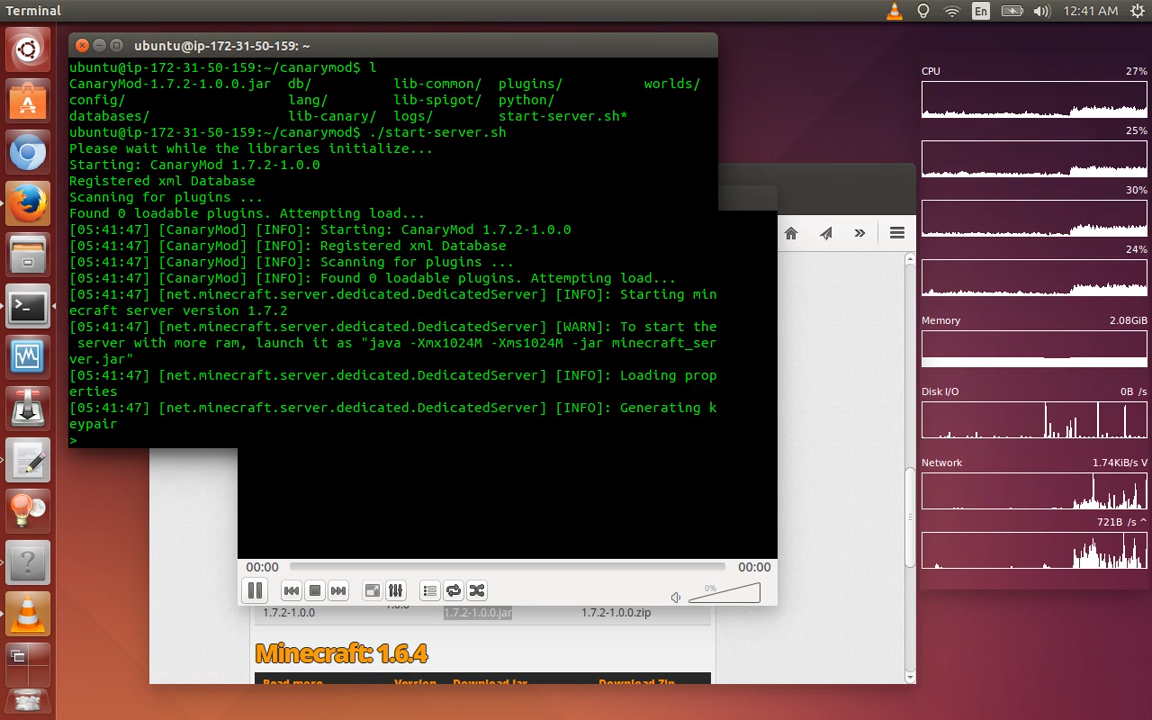 Terminal
En
12:41 AM
ubuntu@ip-172-31-50-159: ~
ubuntu@ip-172-31-50-159:~/canarymod$ l
CanaryMod-1.7.2-1.0.0.jar db/ lib-common/ plugins/ worlds/
config/ lang/ lib-spigot/ python/
databases/ lib-canary/ logs/ start-server.sh*
ubuntu@ip-172-31-50-159:~/canarymod$ ./start-server.sh
Please wait while the libraries initialize...
Starting: CanaryMod 1.7.2-1.0.0
Registered xml Database
Scanning for plugins ...
Found 0 loadable plugins. Attempting load...
[05:41:47] [CanaryMod] [INFO]: Starting: CanaryMod 1.7.2-1.0.0
[05:41:47] [CanaryMod] [INFO]: Registered xml Database
[05:41:47] [CanaryMod] [INFO]: Scanning for plugins ...
[05:41:47] [CanaryMod] [INFO]: Found 0 loadable plugins. Attempting load...
[05:41:47] [net.minecraft.server.dedicated.DedicatedServer] [INFO]: Starting min
ecraft server version 1.7.2
[05:41:47] [net.minecraft.server.dedicated.DedicatedServer] [WARN]: To start the
 server with more ram, launch it as "java -Xmx1024M -Xms1024M -jar minecraft_ser
ver.jar"
[05:41:47] [net.minecraft.server.dedicated.DedicatedServer] [INFO]: Loading prop
erties
[05:41:47] [net.minecraft.server.dedicated.DedicatedServer] [INFO]: Generating k
eypair
>
00:00 00:00
0%
1.7.2-1.0.0 1.0.0 1.7.2-1.0.0.jar 1.7.2-1.0.0.zip
Minecraft: 1.6.4
Read more Version Download Jar Download Zip
CPU 27%
25%
30%
24%
Memory 2.08GiB
Disk I/O 0B /s
Network 1.74KiB/s V
721B /s ^